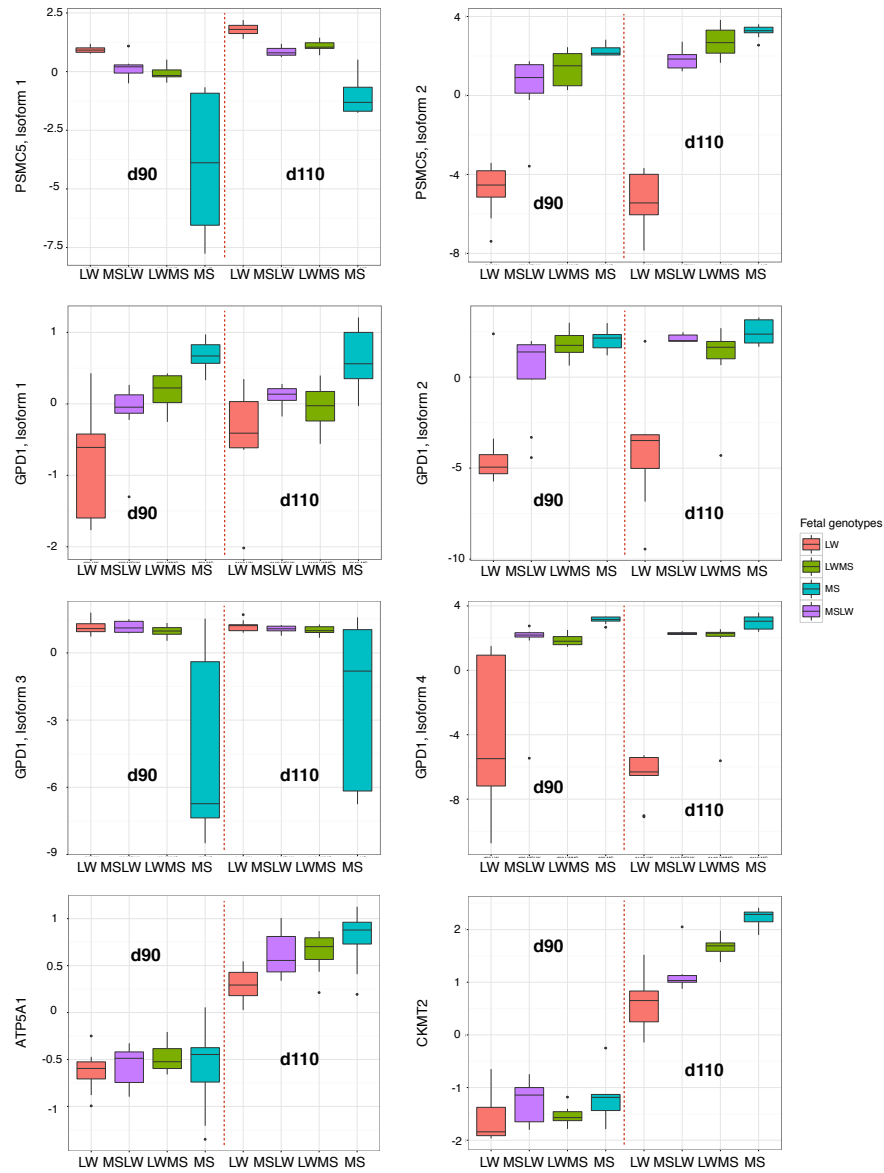 PSMC5, Isoform 1
2.5
0
-2.5
-5.0
-7.5
d90
d110
LW MSLW LWMS MS
LW MSLW LWMS MS
PSMC5, Isoform 2
4
0
-4
-8
d90
d110
LW MSLW LWMS MS
LW MSLW LWMS MS
GPD1, Isoform 1
1
0
-1
-2
d90
d110
LW MSLW LWMS MS
LW MSLW LWMS MS
GPD1, Isoform 2
0
-5
-10
d90
d110
LW MSLW LWMS MS
LW MSLW LWMS MS
Fetal genotypes
LW
LWMS
MS
MSLW
GPD1, Isoform 3
0
-3
-6
-9
d90
d110
LW MSLW LWMS MS
LW MSLW LWMS MS
GPD1, Isoform 4
4
0
-4
-8
d90
d110
LW MSLW LWMS MS
LW MSLW LWMS MS
ATP5A1
1
0.5
0
-0.5
-1
d90
d110
LW MSLW LWMS MS
LW MSLW LWMS MS
CKMT2
2
1
0
-1
-2
d90
d110
LW MSLW LWMS MS
LW MSLW LWMS MS